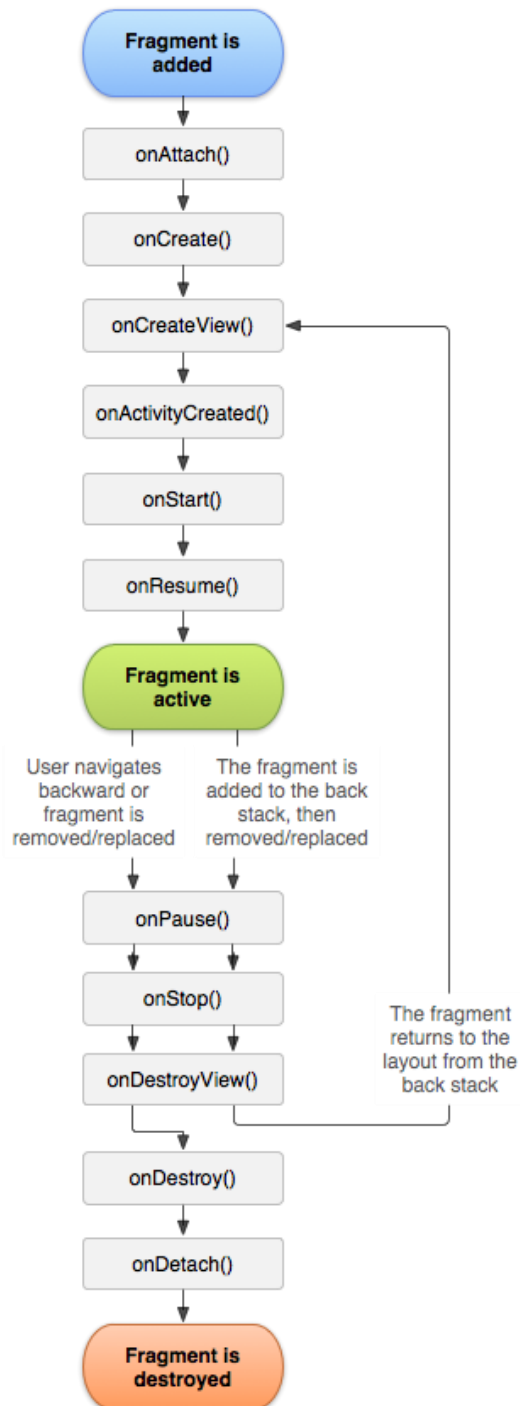 Fragment is
added
onAttach()
onCreate()
onCreateView()
onActivityCreated()
onStart()
onResume()
Fragment is
active
User navigates
backward or
fragment is
removed/replaced
The fragment is
added to the back
stack, then
removed/replaced
onPause()
onStop()
onDestroyView()
The fragment
returns to the
layout from the
back stack
onDestroy()
onDetach()
Fragment is
destroyed